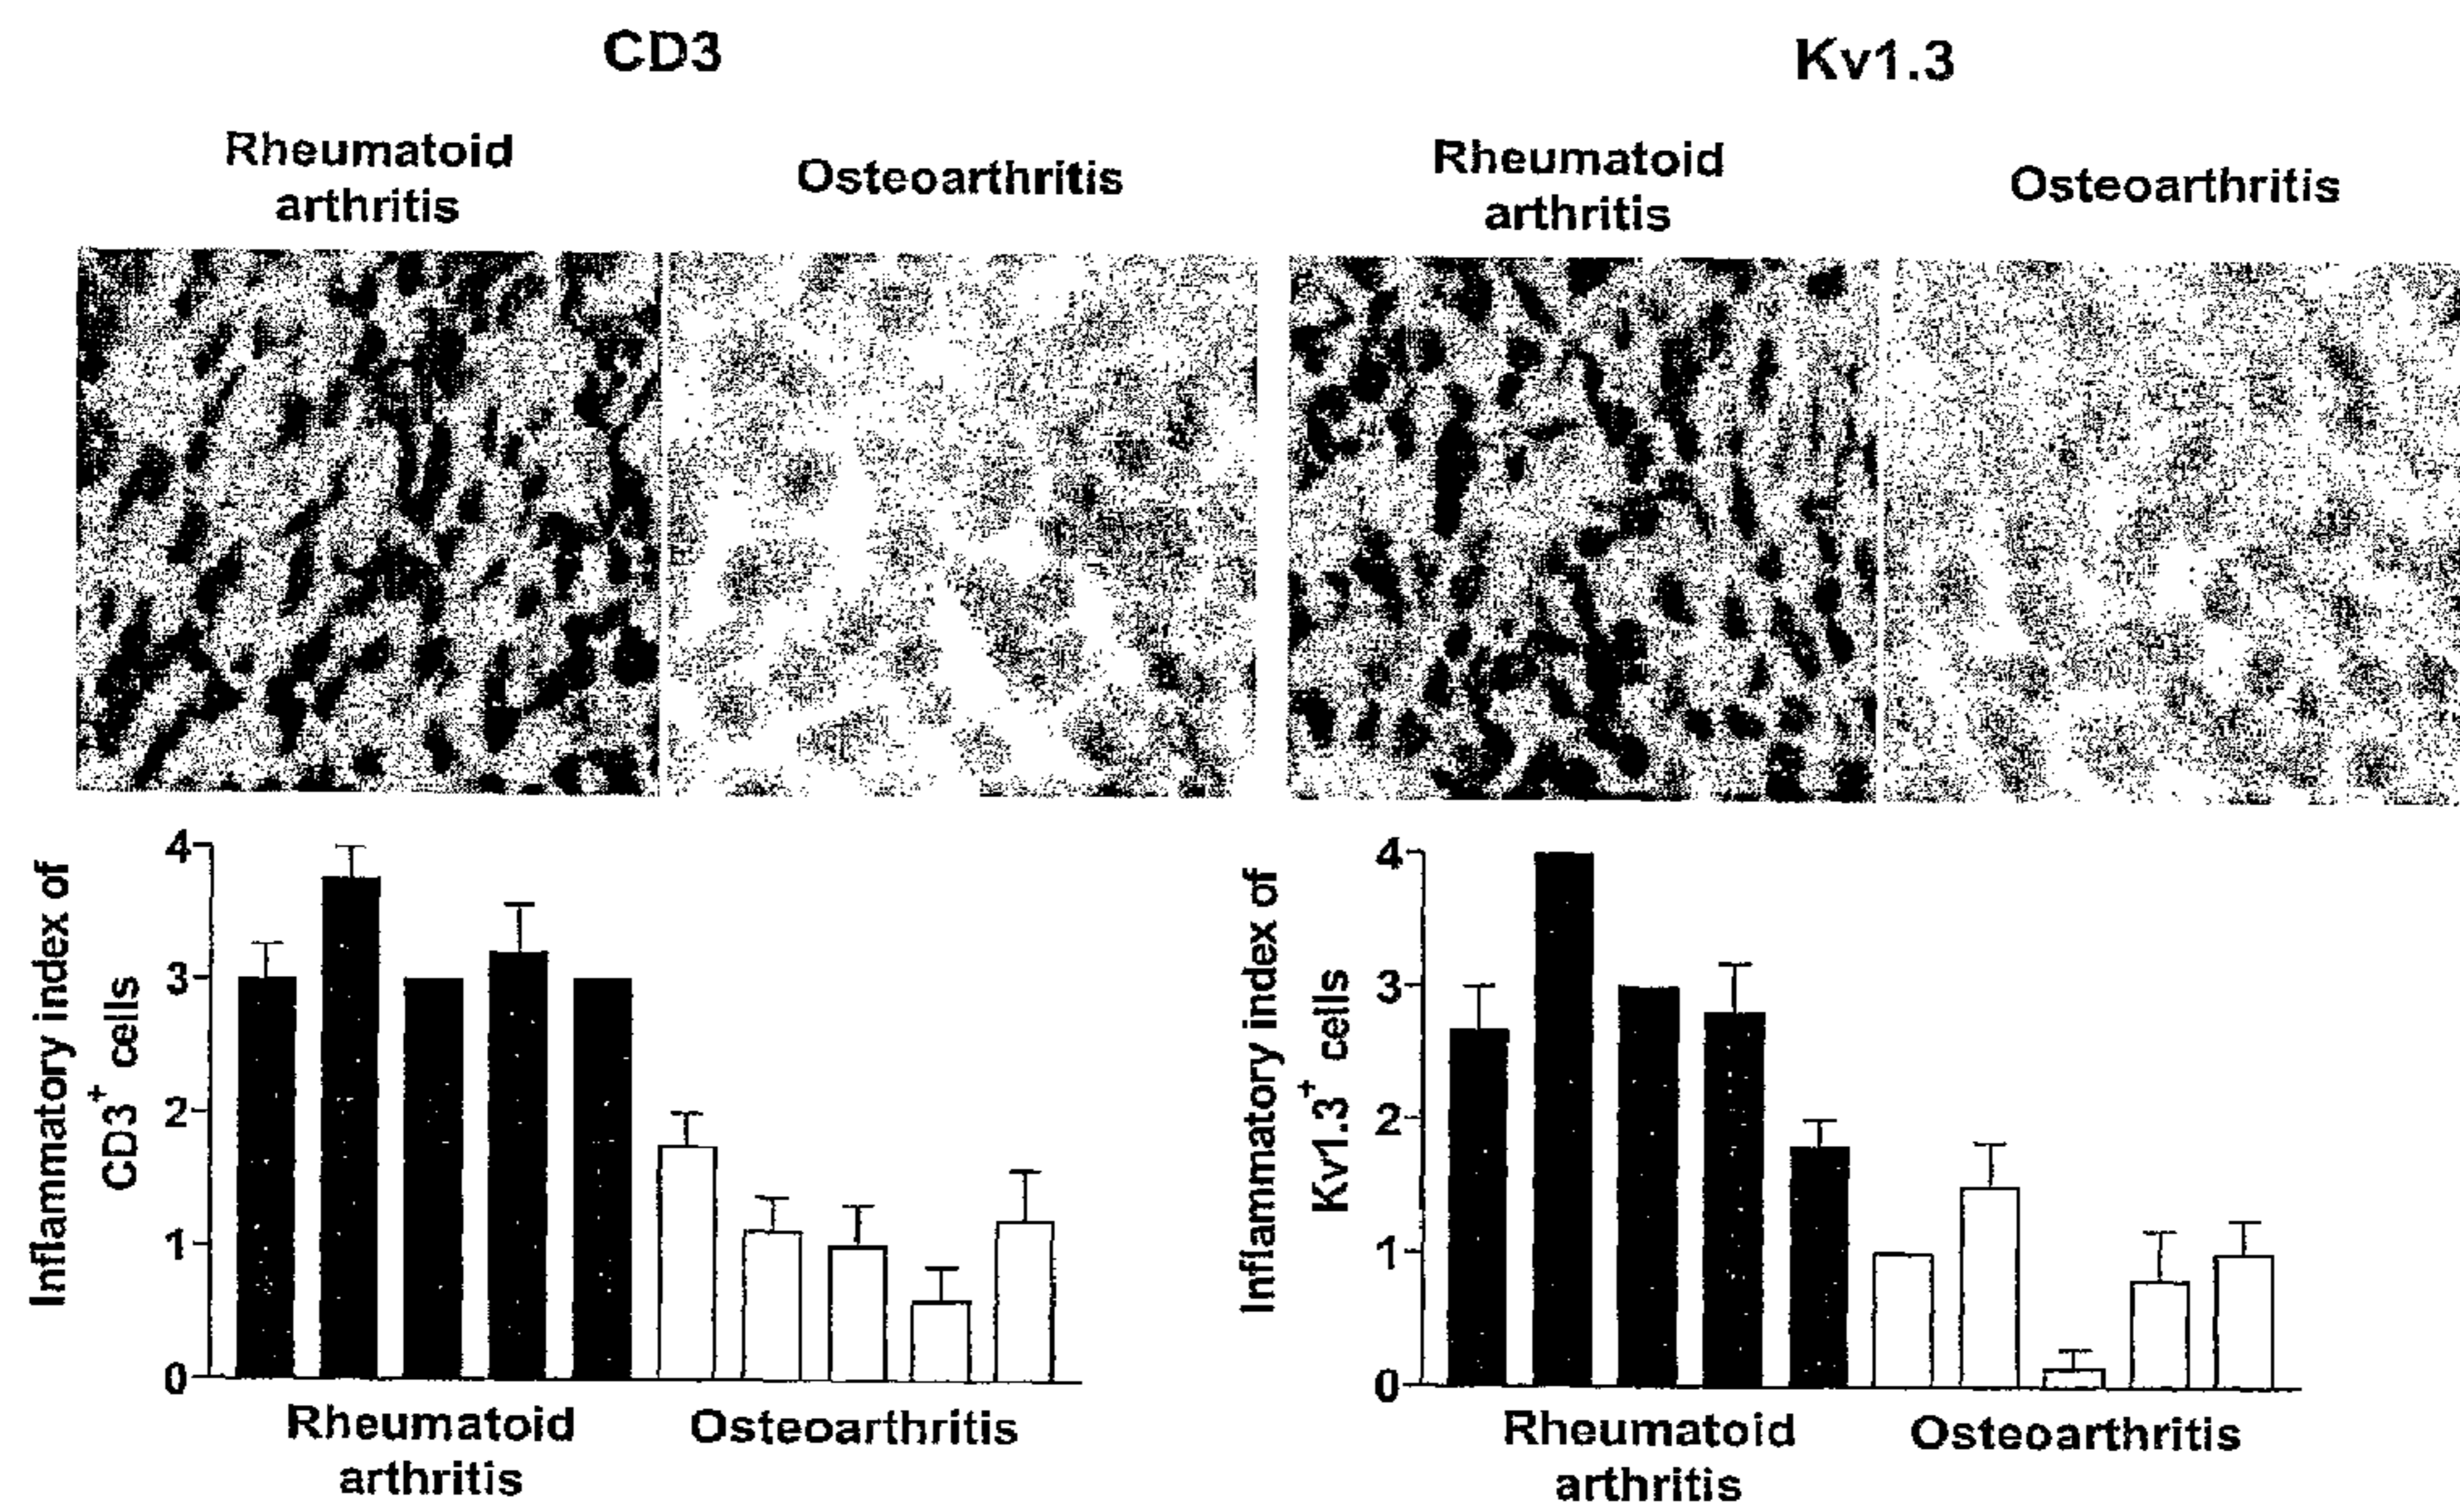 CD3
Kv1.3
Rheumatoid
arthritis
Osteoarthritis
Rheumatoid
arthritis
Osteoarthritis
Inflammatory index of
CD3+ cells
4
3
2
1
0
Rheumatoid
arthritis
Osteoarthritis
Inflammatory index of
Kv1.3+ cells
4
3
2
1
0
Rheumatoid
arthritis
Osteoarthritis